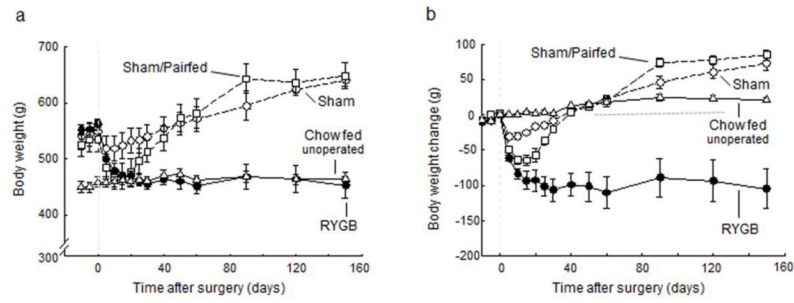 a
700
600
500
400
300
Body weight (g)
Sham/Pairfed
Sham
Chow fed
unoperated
RYGB
0 40 80 120 160
Time after surgery (days)
b
100
50
0
-50
-100
-150
-200
Body weight change (g)
Sham/Pairfed
Sham
Chow fed
unoperated
RYGB
0 40 80 120 160
Time after surgery (days)